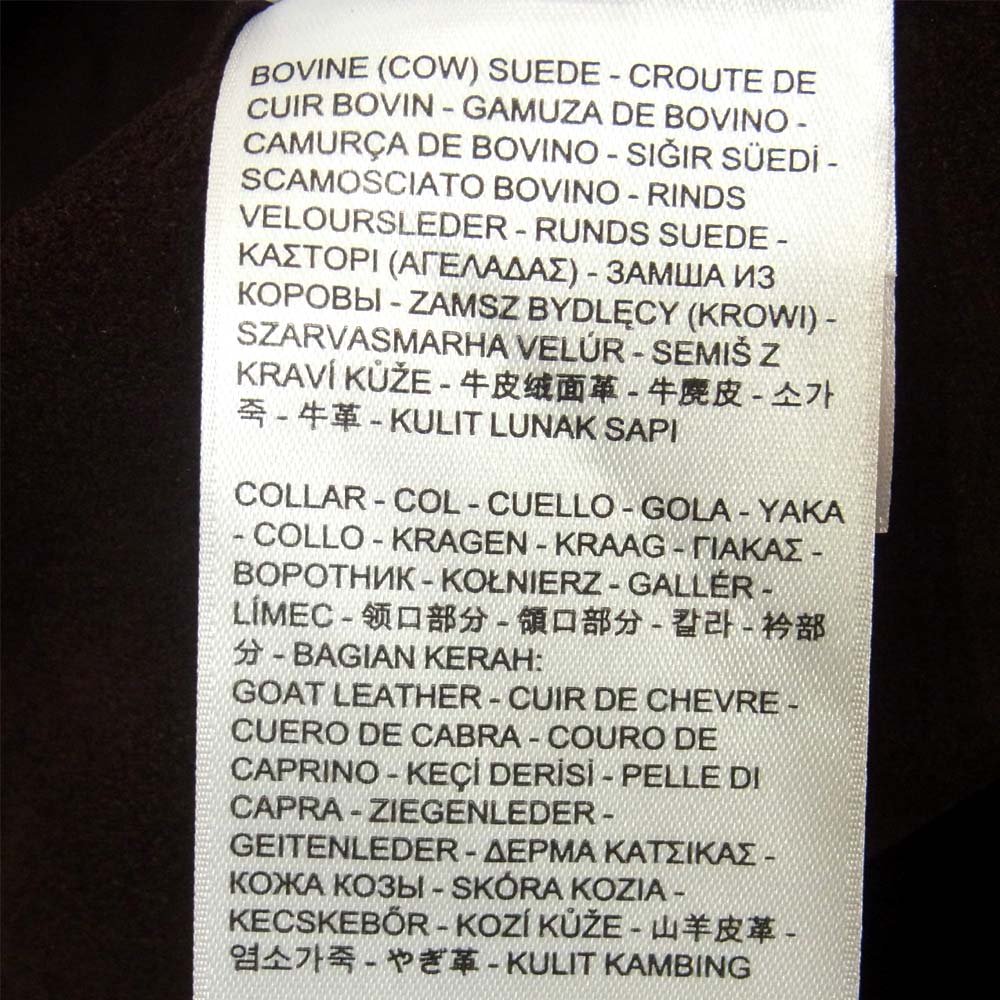 BOVINE (COW) SUEDE - CROUTE DE
CUIR BOVIN - GAMUZA DE BOVINO -
CAMURÇA DE BOVINO - SIĞIR SÜEDİ -
SCAMOSCIATO BOVINO - RINDS
VELOURSLEDER - RUNDS SUEDE -
ΚΑΣΤΟΡΙ (ΑΓΕΛΑΔΑΣ) - ЗАМША ИЗ
КОРОВЫ - ZAMSZ BYDLĘCY (KROWI) -
SZARVASMARHA VELÚR - SEMIŠ Z
KRAVÍ KŮŽE - 牛皮绒面革 - 牛麂皮 - 소가
죽 - 牛革 - KULIT LUNAK SAPI
COLLAR - COL - CUELLO - GOLA - YAKA
- COLLO - KRAGEN - KRAAG - ΓΙΑΚΑΣ -
ВОРОТНИК - KOŁNIERZ - GALLÉR -
LÍMEC - 领口部分 - 領口部分 - 칼라 - 衿部
分 - BAGIAN KERAH:
GOAT LEATHER - CUIR DE CHEVRE -
CUERO DE CABRA - COURO DE
CAPRINO - KEÇİ DERİSİ - PELLE DI
CAPRA - ZIEGENLEDER -
GEITENLEDER - ΔΕΡΜΑ ΚΑΤΣΙΚΑΣ -
КОЖА КОЗЫ - SKÓRA KOZIA -
KECSKEBŐR - KOZÍ KŮŽE - 山羊皮革 -
염소가죽 - やぎ革 - KULIT KAMBING